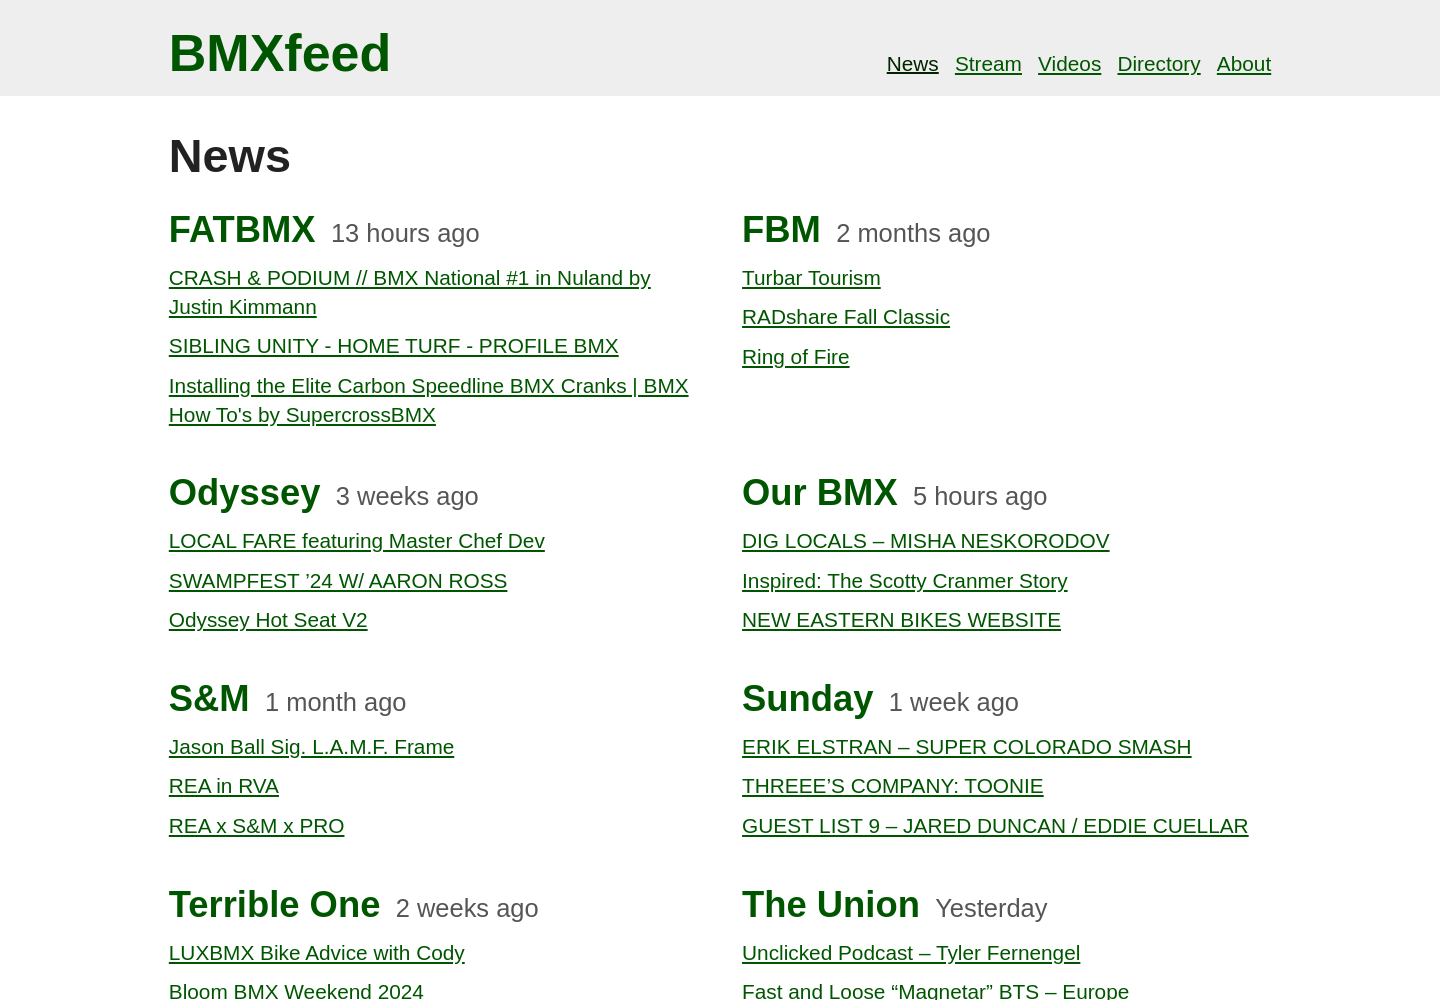 BMXfeed
News Stream Videos Directory About
News
FATBMX 13 hours ago
CRASH & PODIUM // BMX National #1 in Nuland by
Justin Kimmann
SIBLING UNITY - HOME TURF - PROFILE BMX
Installing the Elite Carbon Speedline BMX Cranks | BMX
How To's by SupercrossBMX
FBM 2 months ago
Turbar Tourism
RADshare Fall Classic
Ring of Fire
Odyssey 3 weeks ago
LOCAL FARE featuring Master Chef Dev
SWAMPFEST ’24 W/ AARON ROSS
Odyssey Hot Seat V2
Our BMX 5 hours ago
DIG LOCALS – MISHA NESKORODOV
Inspired: The Scotty Cranmer Story
NEW EASTERN BIKES WEBSITE
S&M 1 month ago
Jason Ball Sig. L.A.M.F. Frame
REA in RVA
REA x S&M x PRO
Sunday 1 week ago
ERIK ELSTRAN – SUPER COLORADO SMASH
THREEE’S COMPANY: TOONIE
GUEST LIST 9 – JARED DUNCAN / EDDIE CUELLAR
Terrible One 2 weeks ago
LUXBMX Bike Advice with Cody
Bloom BMX Weekend 2024
The Union Yesterday
Unclicked Podcast – Tyler Fernengel
Fast and Loose “Magnetar” BTS – Europe